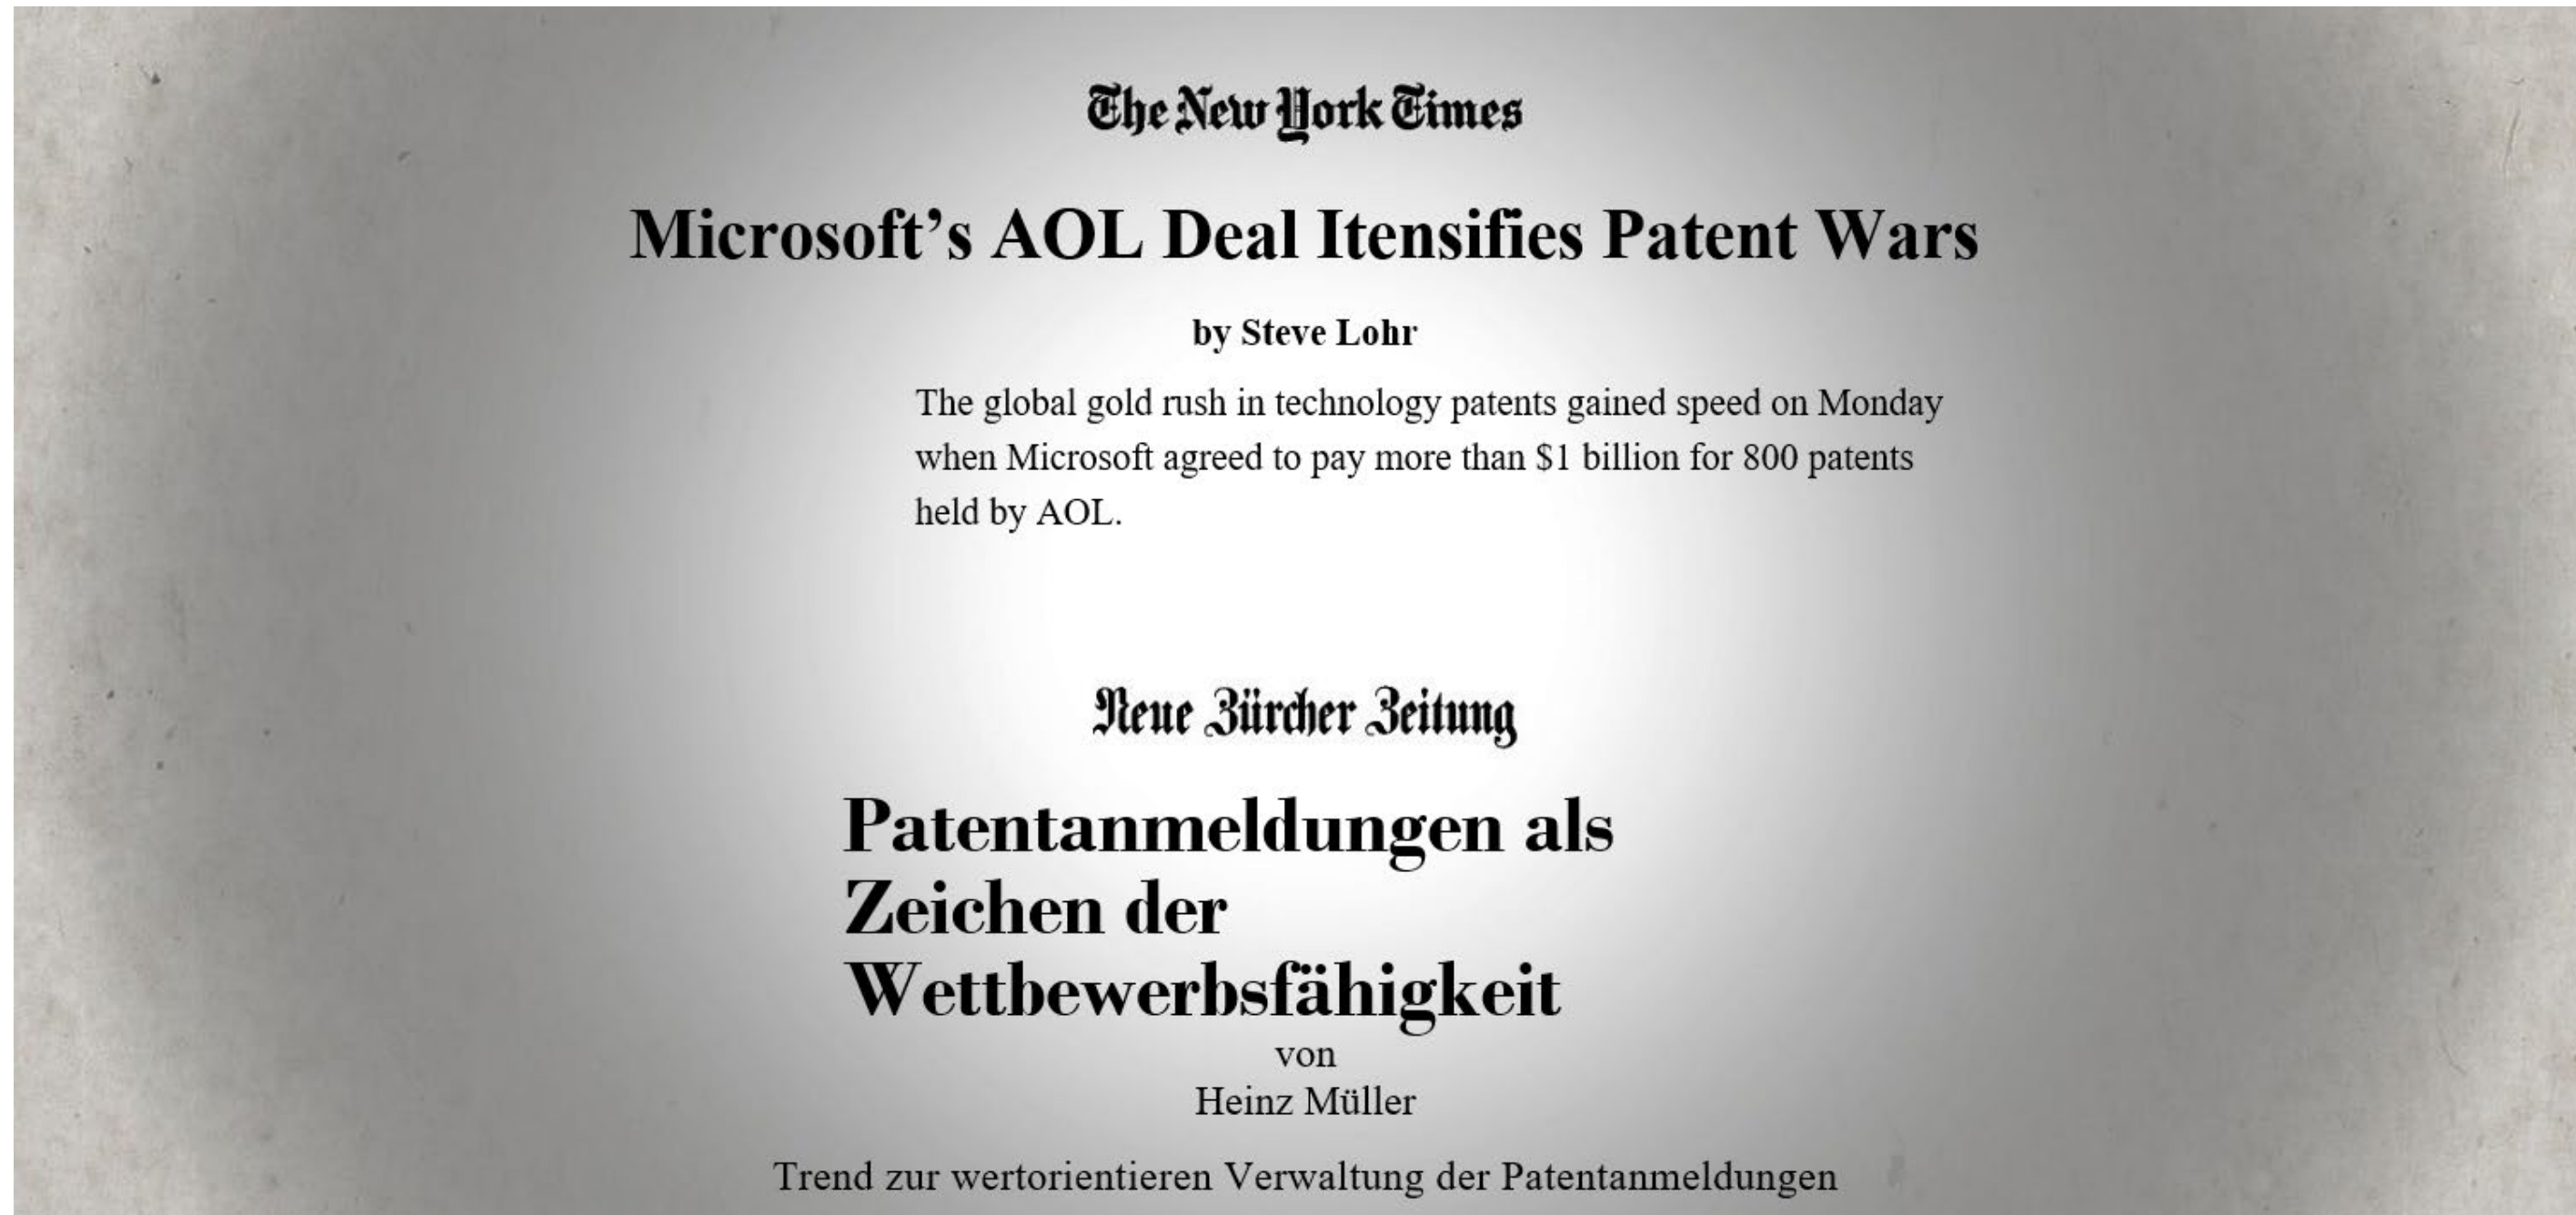 The New York Times
Microsoft’s AOL Deal Itensifies Patent Wars
by Steve Lohr
The global gold rush in technology patents gained speed on Monday
when Microsoft agreed to pay more than $1 billion for 800 patents
held by AOL.
Neue Zürcher Zeitung
Patentanmeldungen als
Zeichen der
Wettbewerbsfähigkeit
von
Heinz Müller
Trend zur wertorientieren Verwaltung der Patentanmeldungen